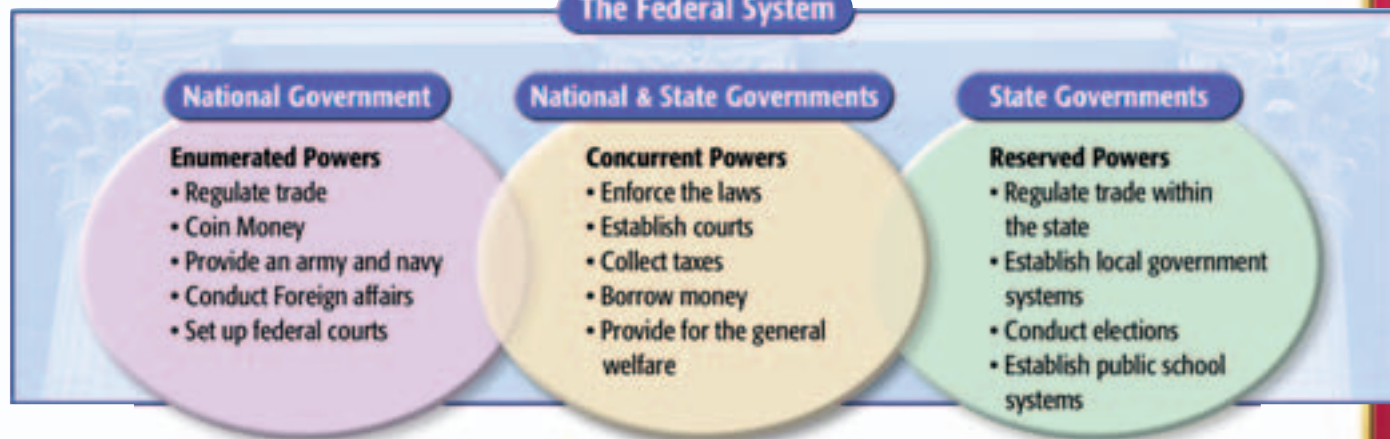 The Federal System
National Government
Enumerated Powers
• Regulate trade
• Coin Money
• Provide an army and navy
• Conduct Foreign affairs
• Set up federal courts
National & State Governments
Concurrent Powers
• Enforce the laws
• Establish courts
• Collect taxes
• Borrow money
• Provide for the general
welfare
State Governments
Reserved Powers
• Regulate trade within
the state
• Establish local government
systems
• Conduct elections
• Establish public school
systems